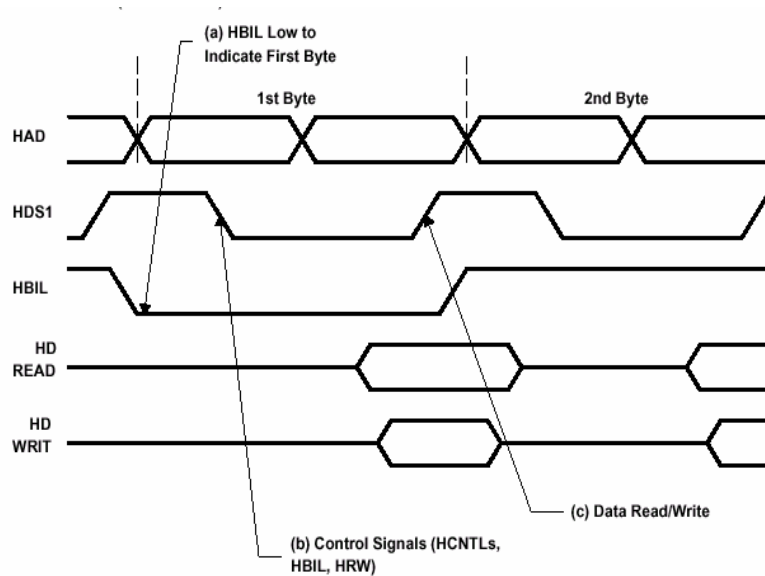 (a) HBIL Low to
Indicate First Byte
1st Byte
2nd Byte
HAD
HDS1
HBIL
HD
READ
HD
WRIT
(c) Data Read/Write
(b) Control Signals (HCNTLs,
HBIL, HRW)